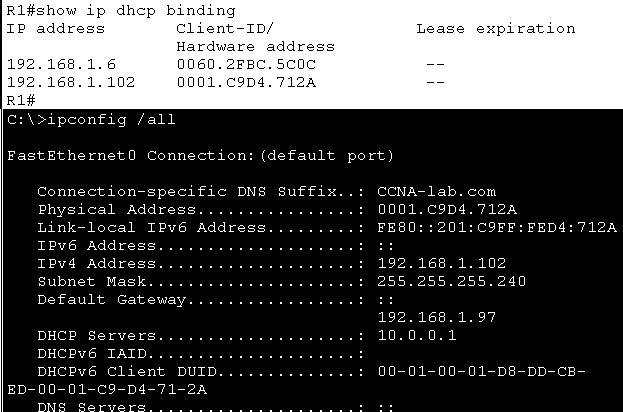 R1#show ip dhcp binding
IP address Client-ID/ Lease expiration
Hardware address
192.168.1.6 0060.2FBC.5C0C --
192.168.1.102 0001.C9D4.712A --
R1#
C:\>ipconfig /all
FastEthernet0 Connection:(default port)
Connection-specific DNS Suffix..: CCNA-lab.com
Physical Address................: 0001.C9D4.712A
Link-local IPv6 Address.........: FE80::201:C9FF:FED4:712A
IPv6 Address....................: ::
IPv4 Address....................: 192.168.1.102
Subnet Mask.....................: 255.255.255.240
Default Gateway.................: ::
192.168.1.97
DHCP Servers....................: 10.0.0.1
DHCPv6 IAID.....................:
DHCPv6 Client DUID..............: 00-01-00-01-D8-DD-CB-
ED-00-01-C9-D4-71-2A
DNS Servers.....................: ::